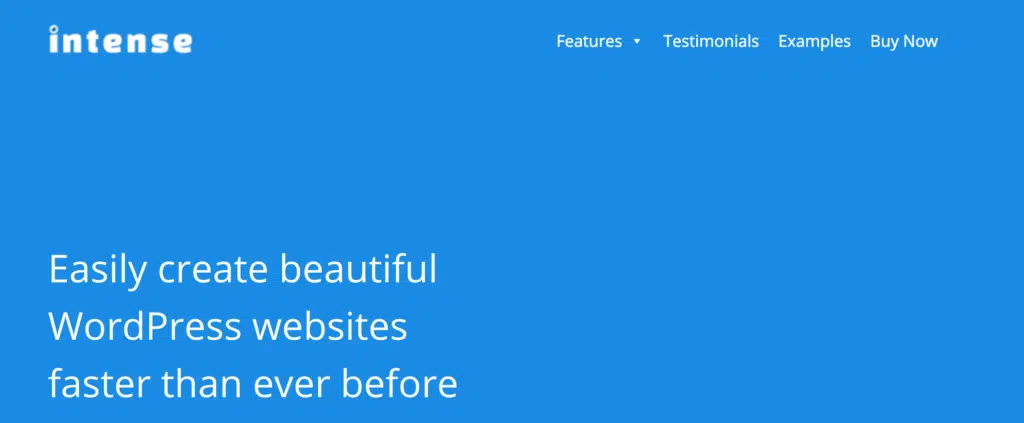 intense
Features Testimonials Examples Buy Now
Easily create beautiful
WordPress websites
faster than ever before